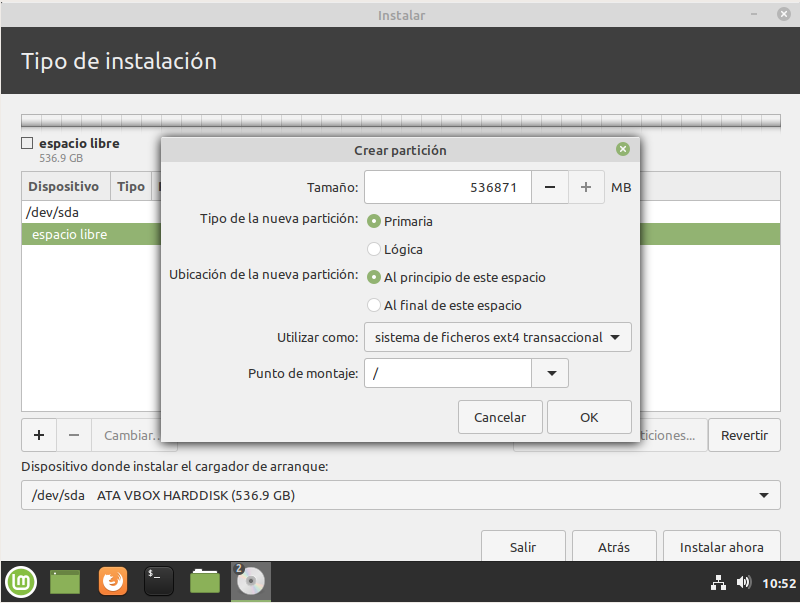 Instalar
Tipo de instalación
espacio libre
536.9 GB
Dispositivo Tipo
/dev/sda
espacio libre
Crear partición
Tamaño: 536871 MB
Tipo de la nueva partición: Primaria
Lógica
Ubicación de la nueva partición: Al principio de este espacio
Al final de este espacio
Utilizar como: sistema de ficheros ext4 transaccional
Punto de montaje: /
Cancelar OK
+ − Cambiar... ticiones... Revertir
Dispositivo donde instalar el cargador de arranque:
/dev/sda ATA VBOX HARDDISK (536.9 GB)
Salir Atrás Instalar ahora
$_ 2 10:52